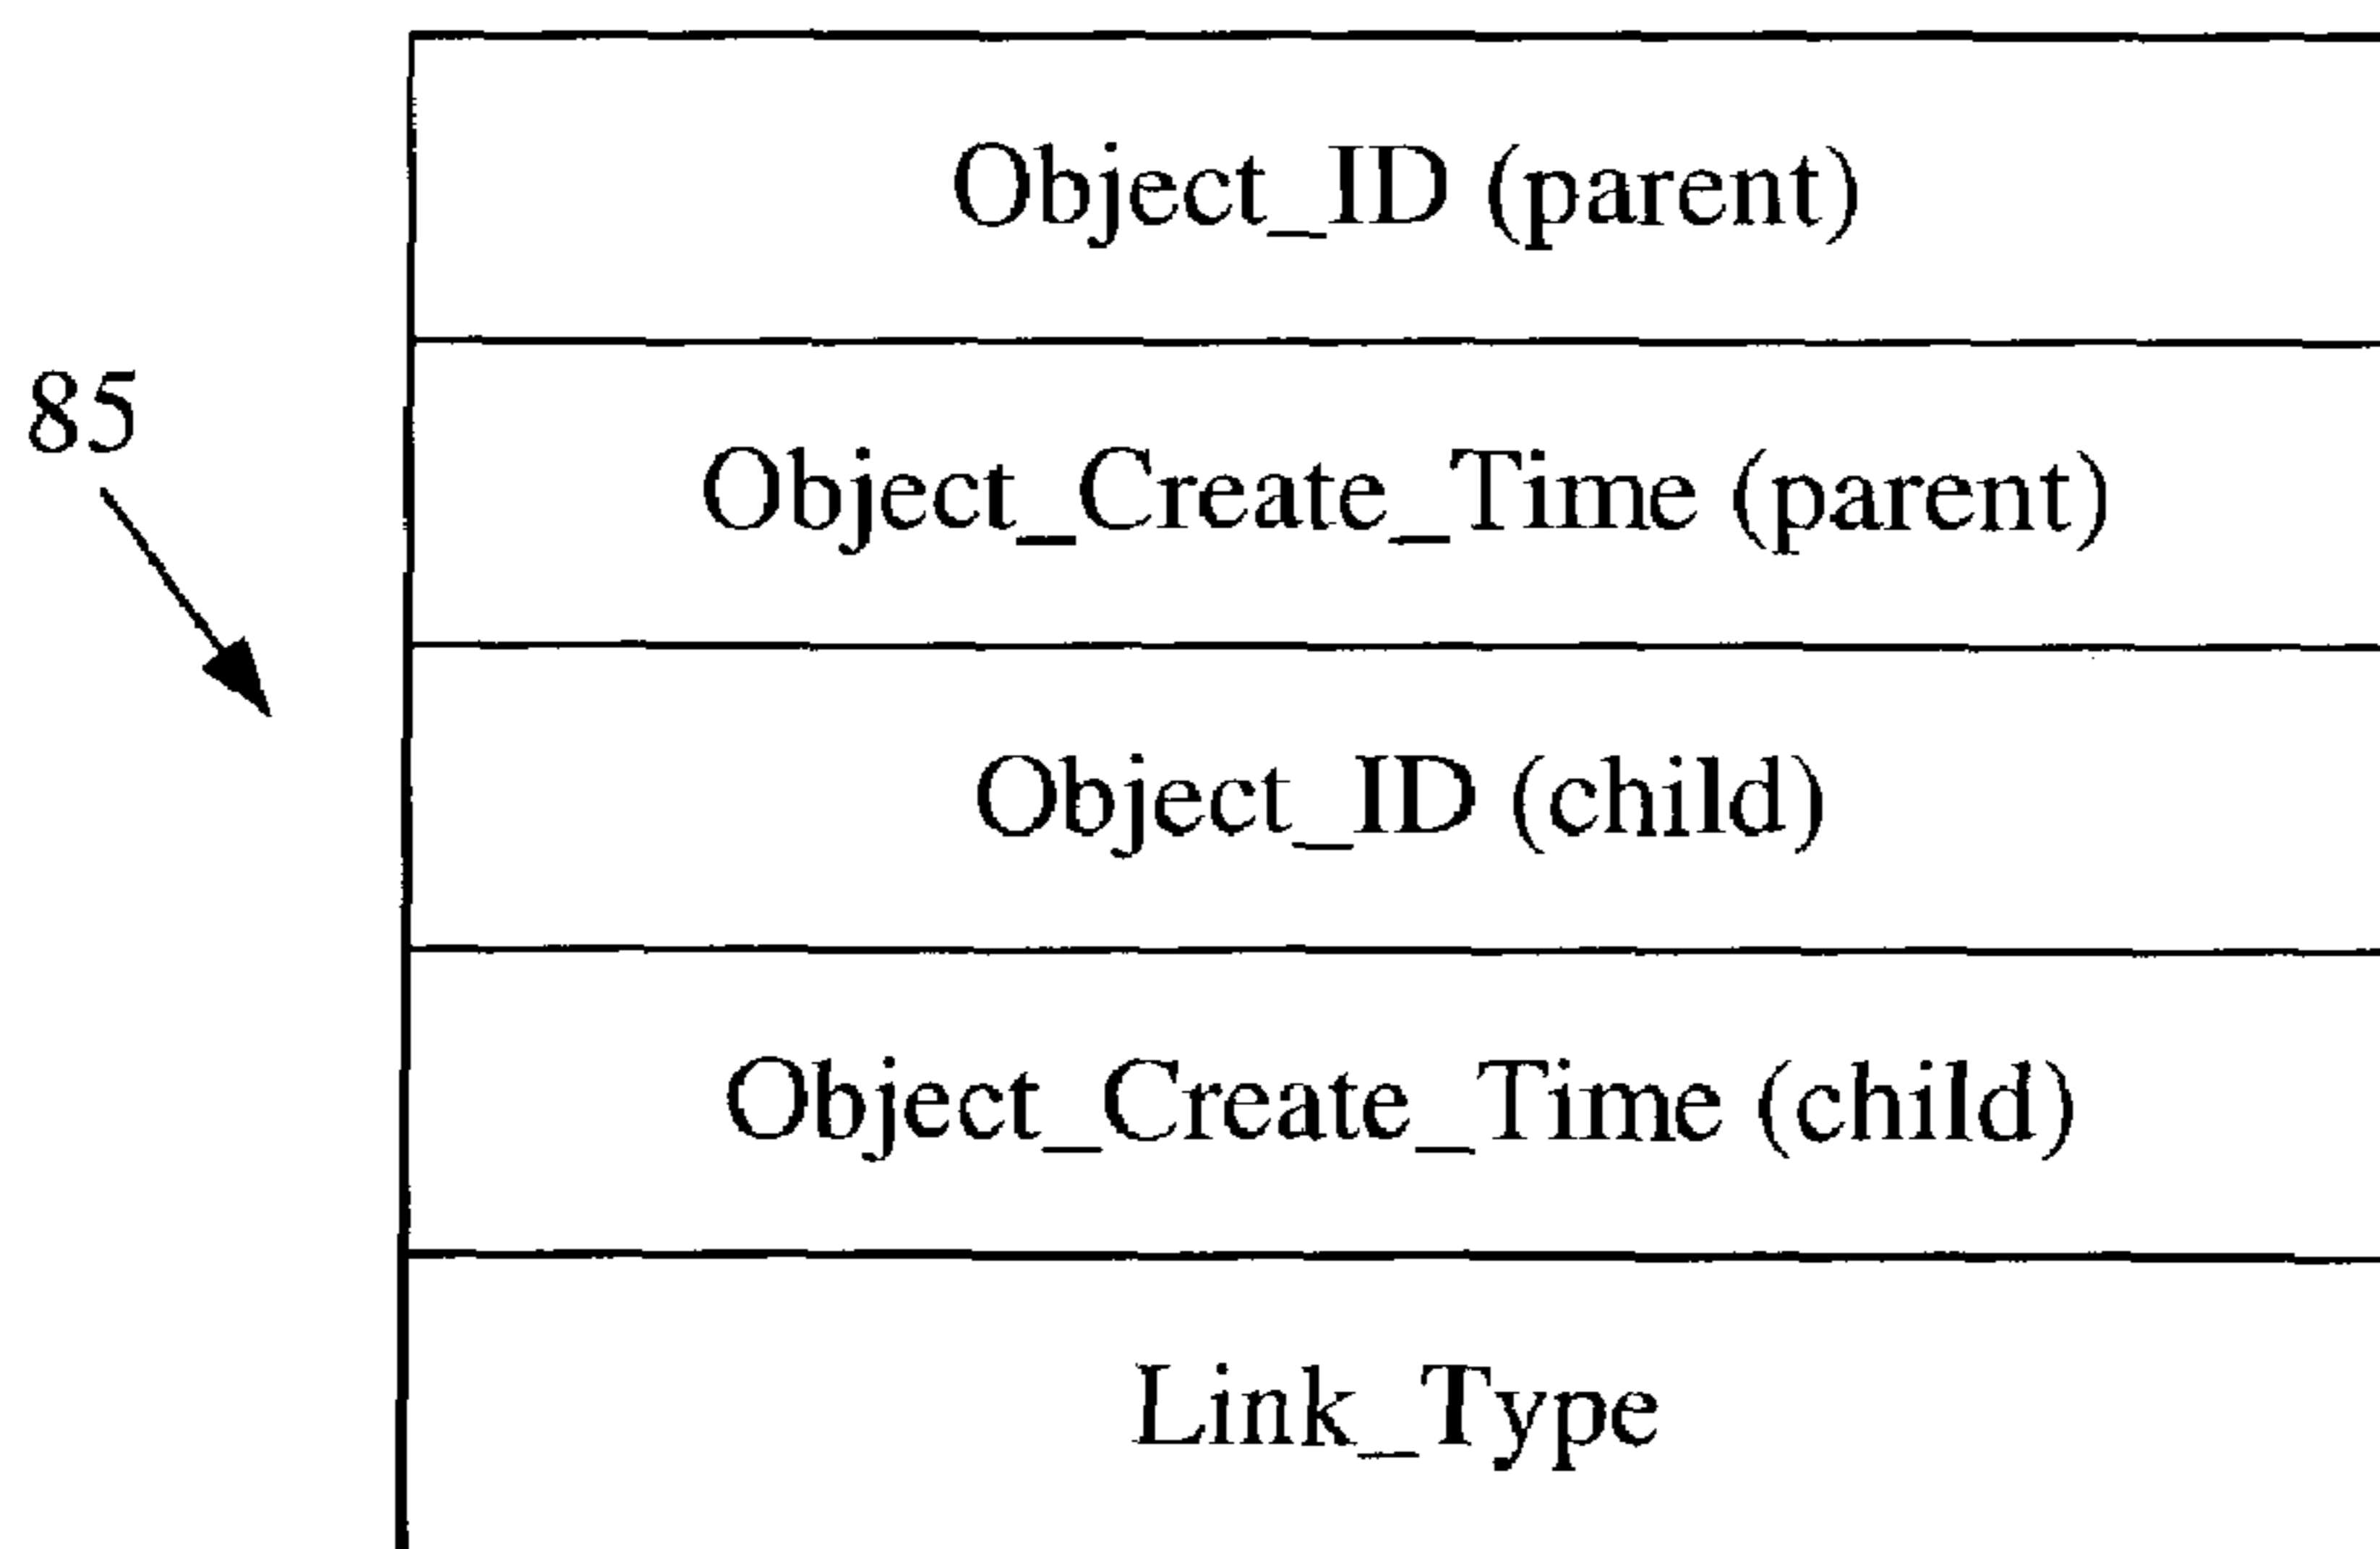 Object_ID (parent)
85
Object_Create_Time (parent)
Object_ID (child)
Object_Create_Time (child)
Link_Type